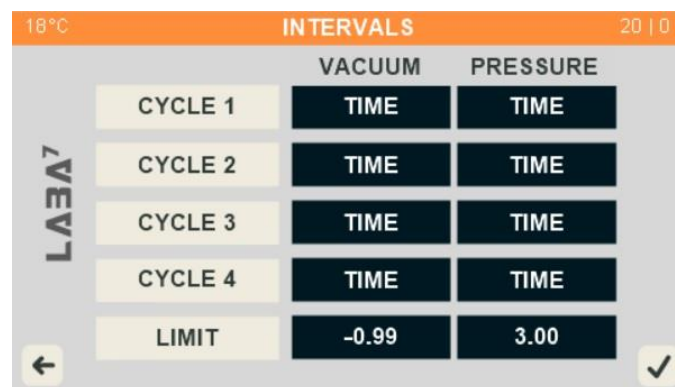 18°C INTERVALS 20 | 0
VACUUM PRESSURE
CYCLE 1 TIME TIME
CYCLE 2 TIME TIME
CYCLE 3 TIME TIME
CYCLE 4 TIME TIME
LIMIT -0.99 3.00
LABA7